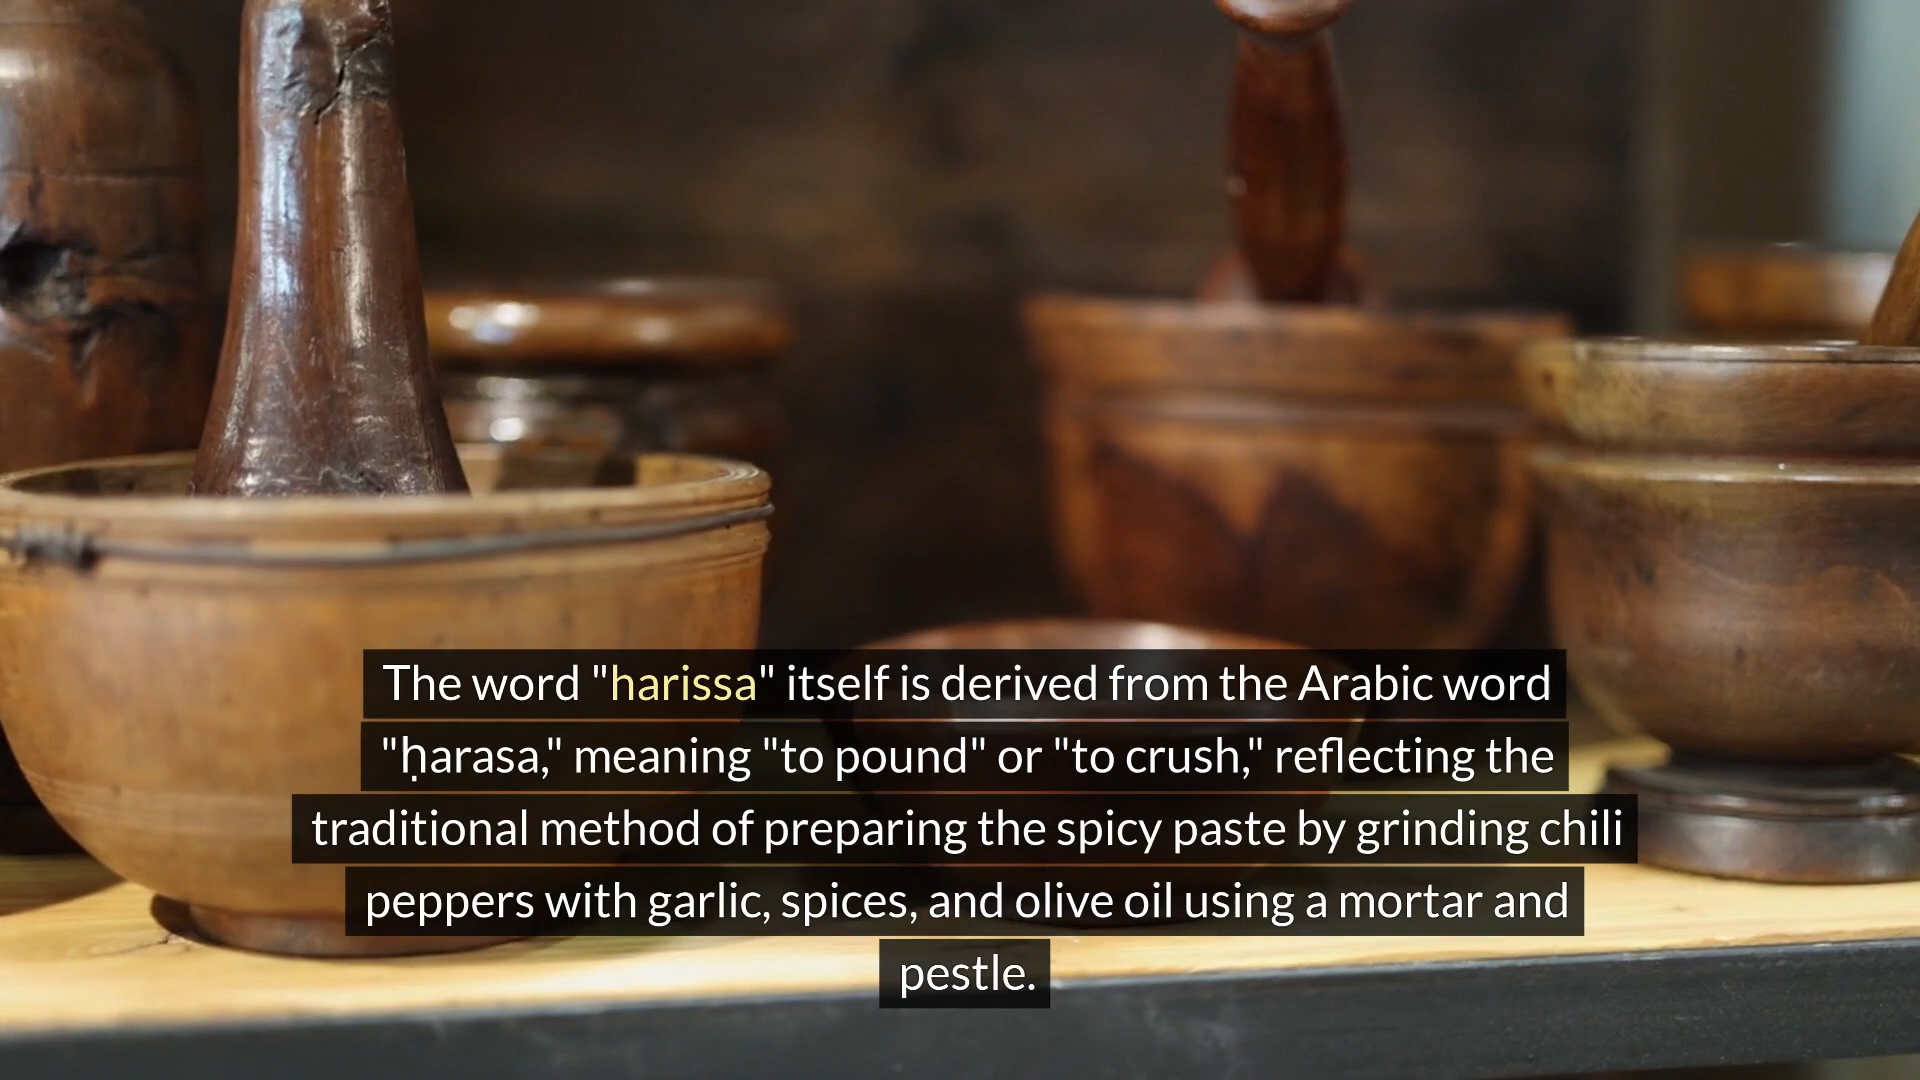 The word "harissa" itself is derived from the Arabic word
"ḥarasa," meaning "to pound" or "to crush," reflecting the
traditional method of preparing the spicy paste by grinding chili
peppers with garlic, spices, and olive oil using a mortar and
pestle.